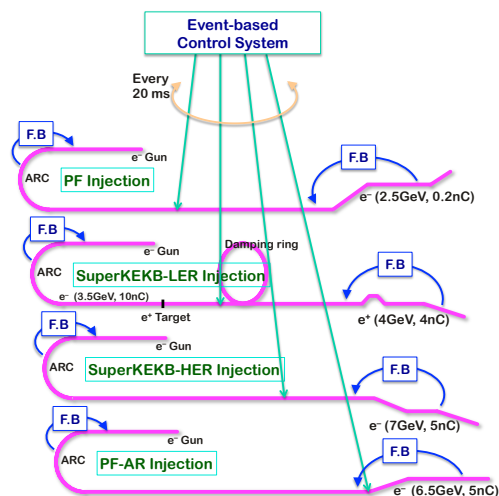 Event-based
Control System
Every
20 ms
F.B
e⁻ Gun
ARC
PF Injection
F.B
e⁻ (2.5GeV, 0.2nC)
F.B
e⁻ Gun
Damping ring
ARC
SuperKEKB-LER Injection
F.B
e⁻ (3.5GeV, 10nC)
e⁺ Target
e⁺ (4GeV, 4nC)
F.B
e⁻ Gun
ARC
SuperKEKB-HER Injection
F.B
e⁻ (7GeV, 5nC)
F.B
e⁻ Gun
ARC
PF-AR Injection
F.B
e⁻ (6.5GeV, 5nC)